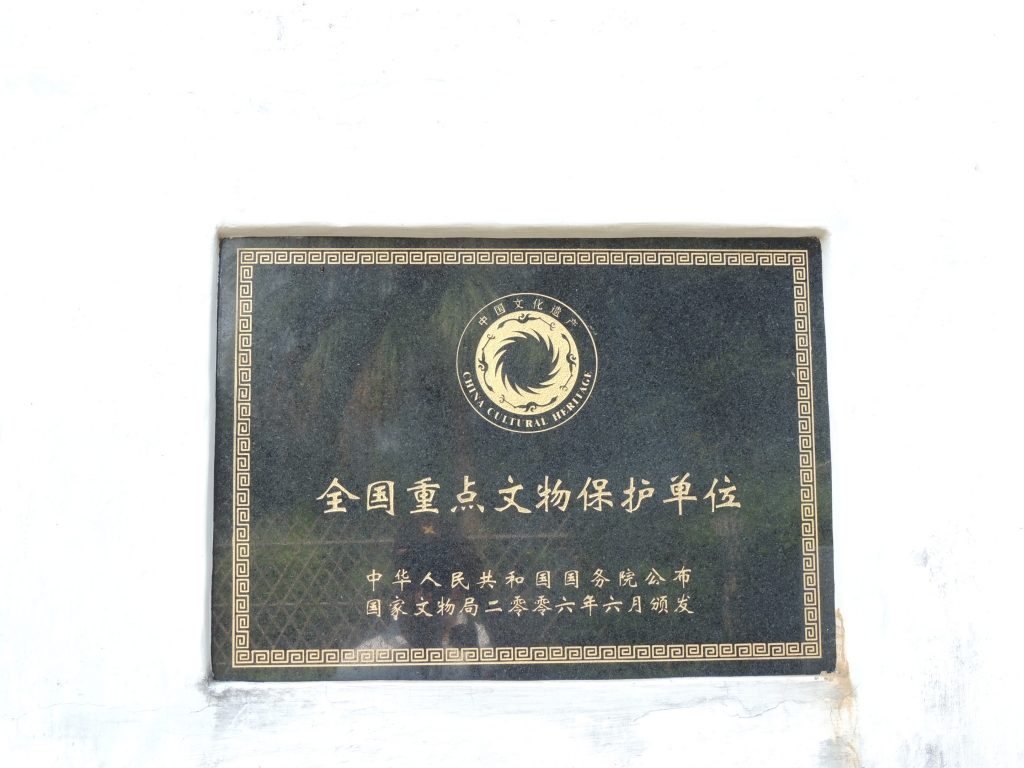 中国文化遗产
CHINA CULTURAL HERITAGE
全国重点文物保护单位
中华人民共和国国务院公布
国家文物局二零零六年六月颁发